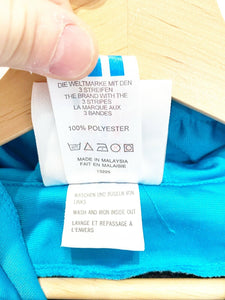 DIE WELTMARKE MIT DEN
3 STREIFEN
THE BRAND WITH THE
3 STRIPES
LA MARQUE AUX
3 BANDES
100% POLYESTER
MADE IN MALAYSIA
FAIT EN MALAISIE
WASCHEN UND BÜGELN VON
LINKS
WASH AND IRON INSIDE OUT
LAVAGE ET REPASSAGE A
L'ENVERS